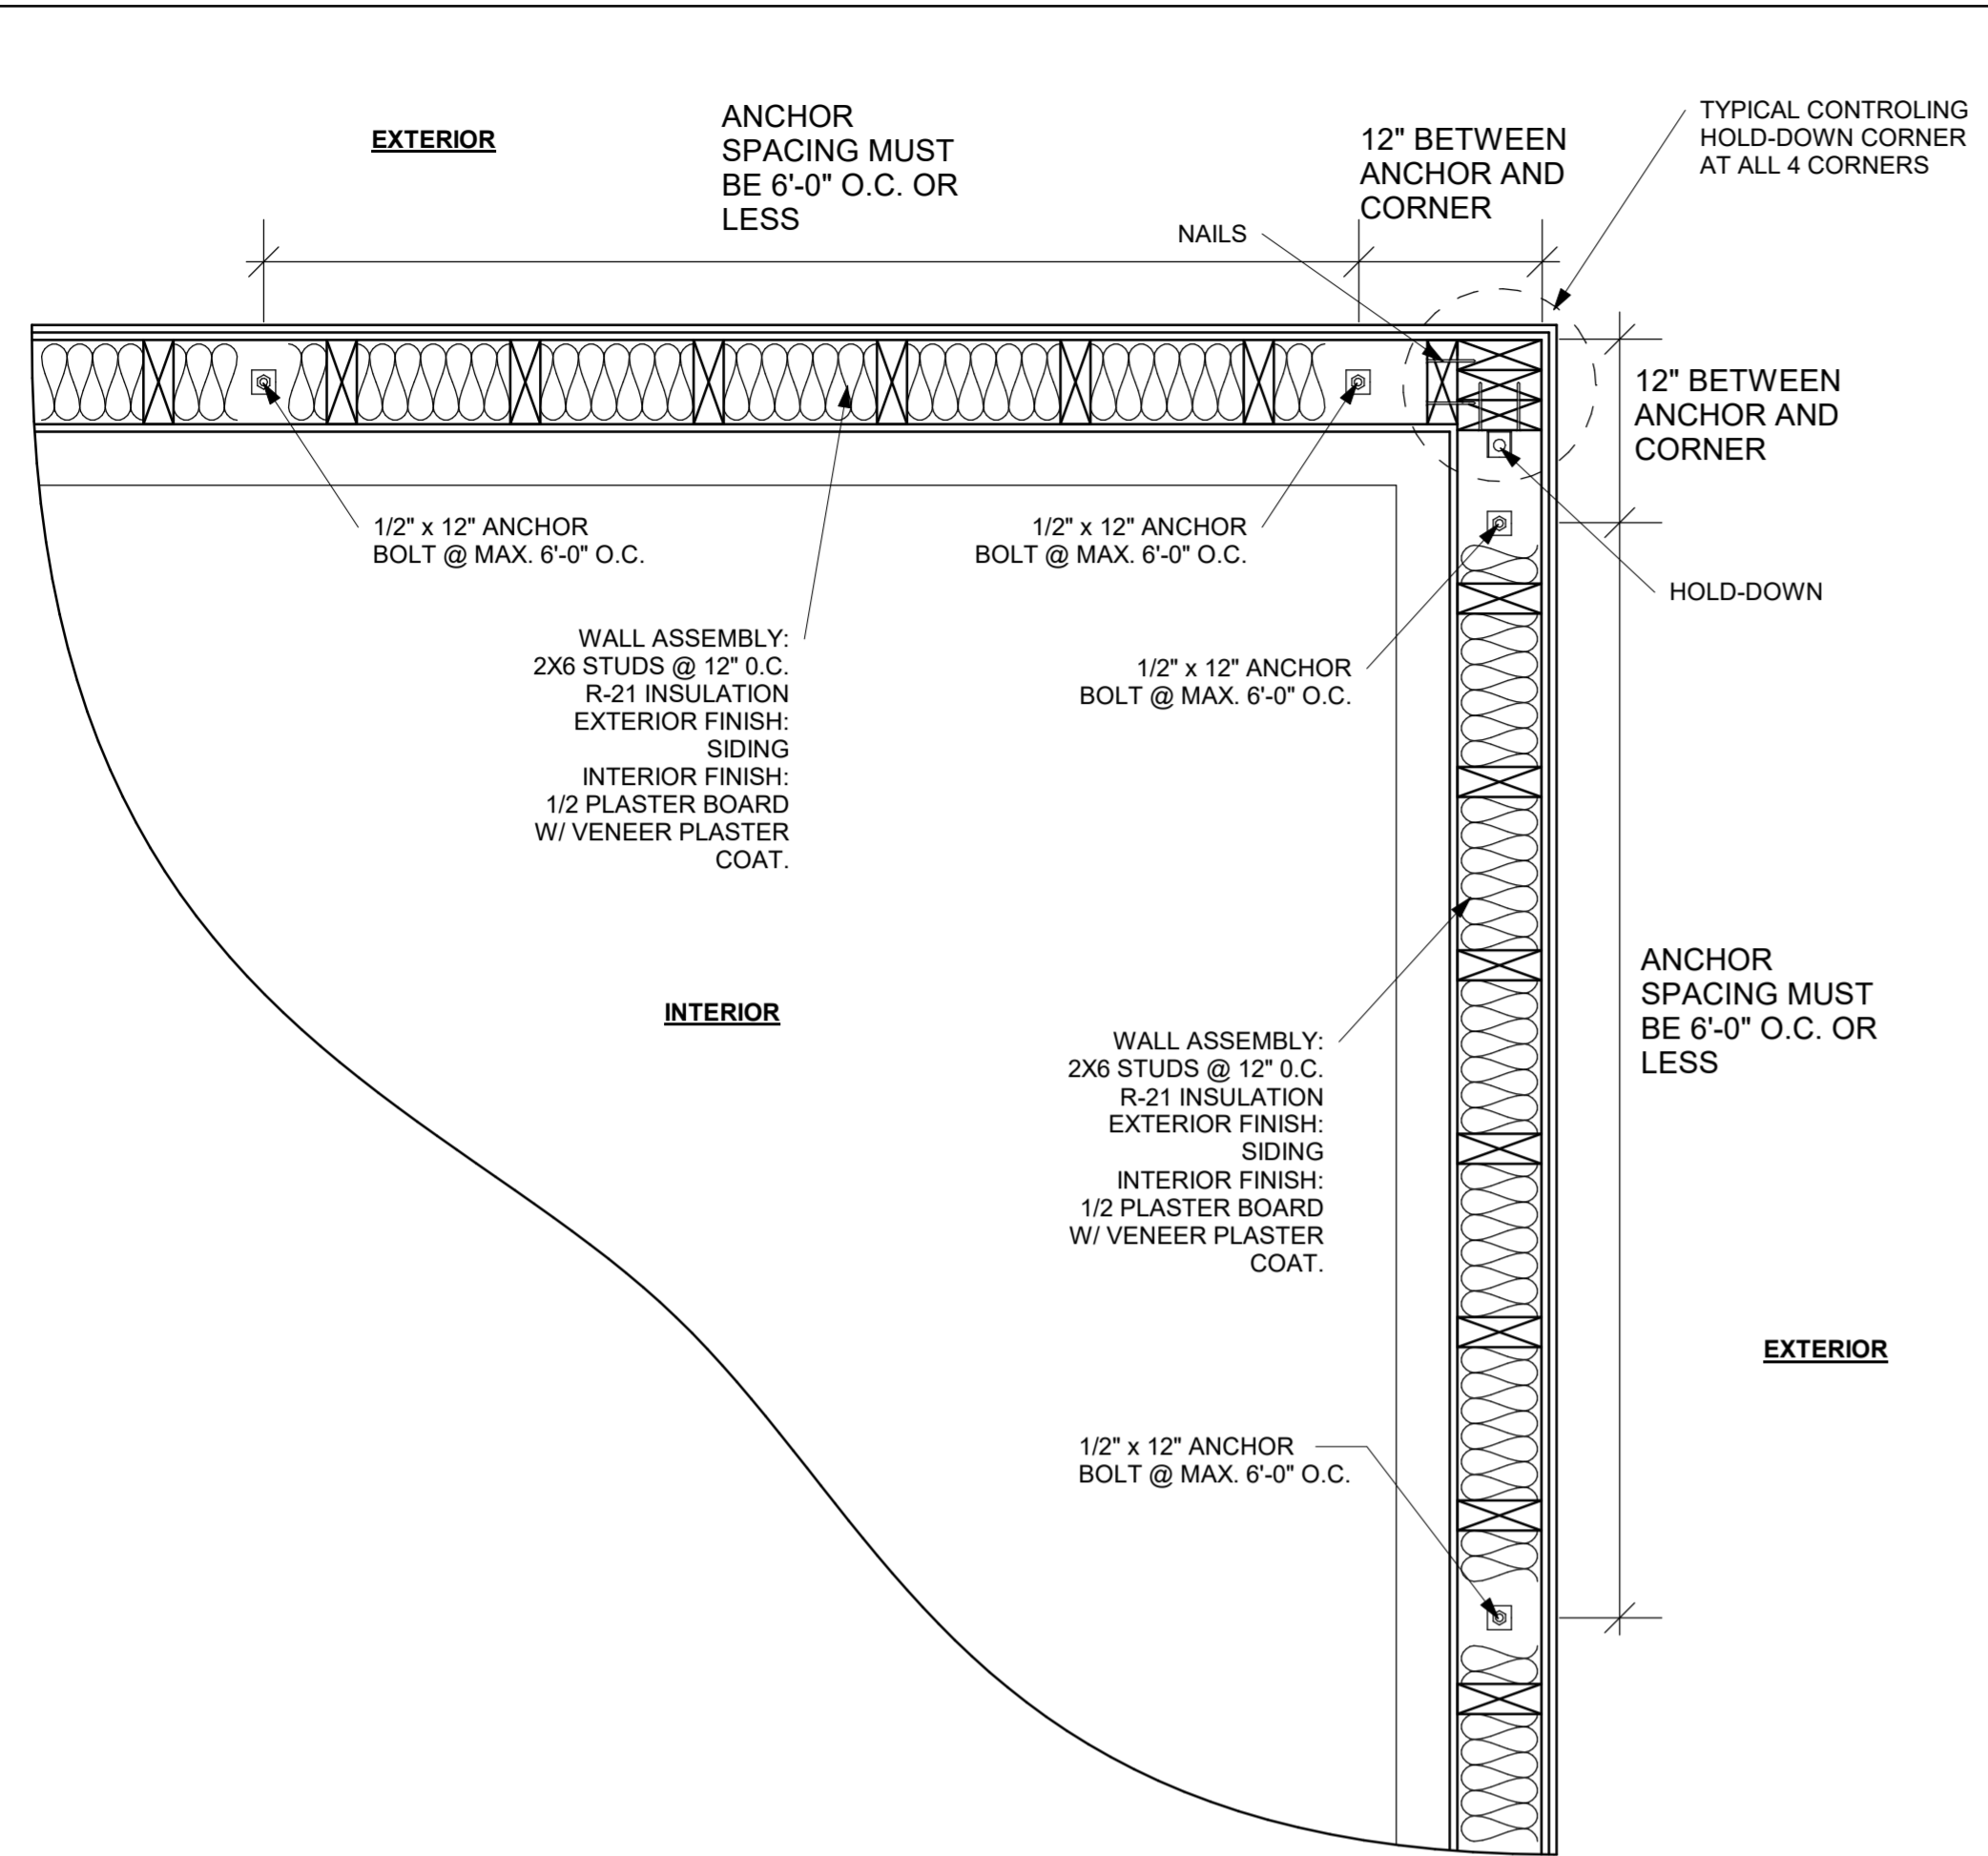 EXTERIOR
ANCHOR
SPACING MUST
BE 6'-0" O.C. OR
LESS
12" BETWEEN
ANCHOR AND
CORNER
TYPICAL CONTROLING
HOLD-DOWN CORNER
AT ALL 4 CORNERS
NAILS
12" BETWEEN
ANCHOR AND
CORNER
1/2" x 12" ANCHOR
BOLT @ MAX. 6'-0" O.C.
1/2" x 12" ANCHOR
BOLT @ MAX. 6'-0" O.C.
HOLD-DOWN
WALL ASSEMBLY:
2X6 STUDS @ 12" 0.C.
R-21 INSULATION
EXTERIOR FINISH:
SIDING
INTERIOR FINISH:
1/2 PLASTER BOARD
W/ VENEER PLASTER
COAT.
1/2" x 12" ANCHOR
BOLT @ MAX. 6'-0" O.C.
INTERIOR
ANCHOR
SPACING MUST
BE 6'-0" O.C. OR
LESS
WALL ASSEMBLY:
2X6 STUDS @ 12" 0.C.
R-21 INSULATION
EXTERIOR FINISH:
SIDING
INTERIOR FINISH:
1/2 PLASTER BOARD
W/ VENEER PLASTER
COAT.
EXTERIOR
1/2" x 12" ANCHOR
BOLT @ MAX. 6'-0" O.C.